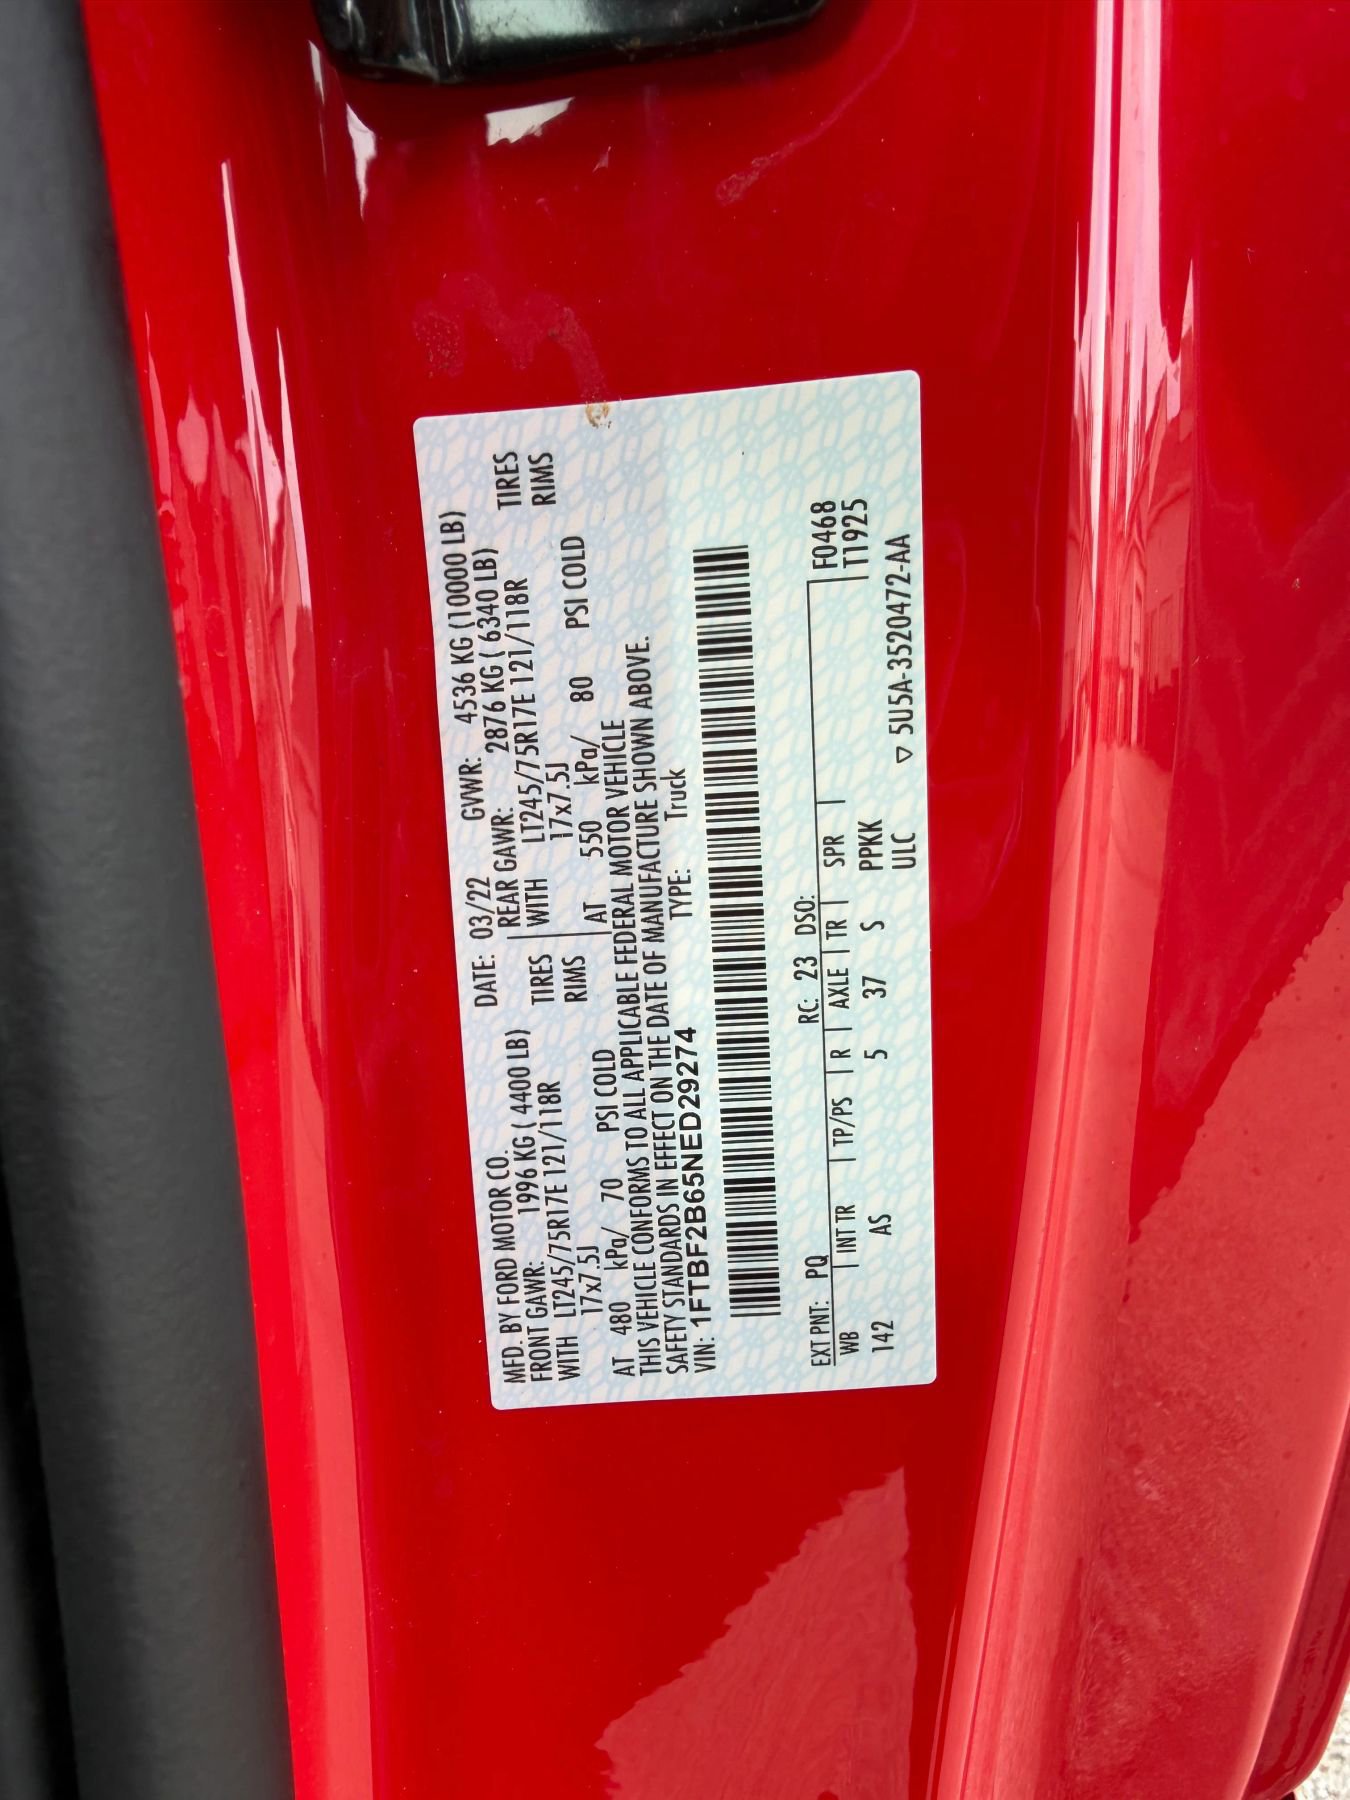 MFD. BY FORD MOTOR CO. DATE: 03/22 GVWR: 4536 KG (10000 LB)
FRONT GAWR: 1996 KG ( 4400 LB) REAR GAWR: 2876 KG ( 6340 LB)
WITH LT245/75R17E 121/118R TIRES WITH LT245/75R17E 121/118R TIRES
17x7.5J RIMS 17x7.5J RIMS
AT 480 kPa/ 70 PSI COLD AT 550 kPa/ 80 PSI COLD
THIS VEHICLE CONFORMS TO ALL APPLICABLE FEDERAL MOTOR VEHICLE
SAFETY STANDARDS IN EFFECT ON THE DATE OF MANUFACTURE SHOWN ABOVE.
VIN: 1FTBF2B65NED29274 TYPE: Truck
EXT PNT: PQ RC: 23 DSO: F0468
WB INT TR TP/PS R AXLE TR SPR T1925
142 AS 5 37 S PPKK
ULC ▽ 5U5A-3520472-AA